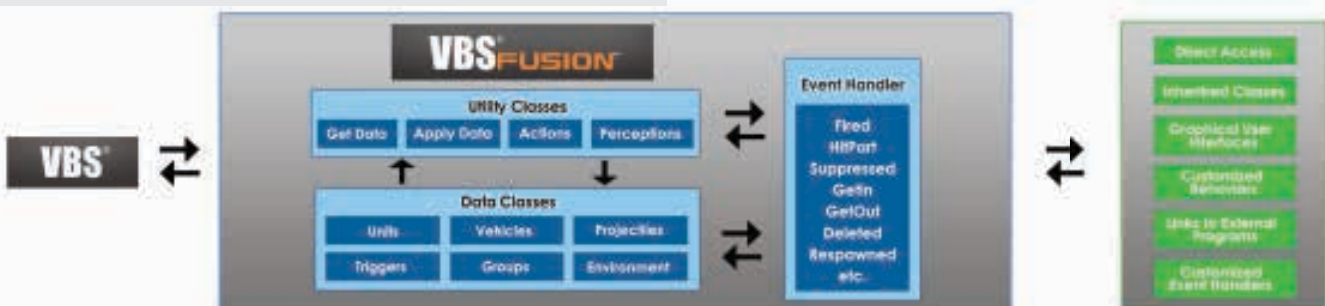 VBS®
VBSFUSION
Utility Classes
Get Data
Apply Data
Actions
Perceptions
Data Classes
Units
Vehicles
Projectiles
Triggers
Groups
Environment
Event Handler
Fired
HitPart
Suppressed
GetIn
GetOut
Deleted
Respawned
etc.
Direct Access
Inherited Classes
Graphical User
Interfaces
Customized
Behaviors
Links to External
Programs
Customized
Event Handlers